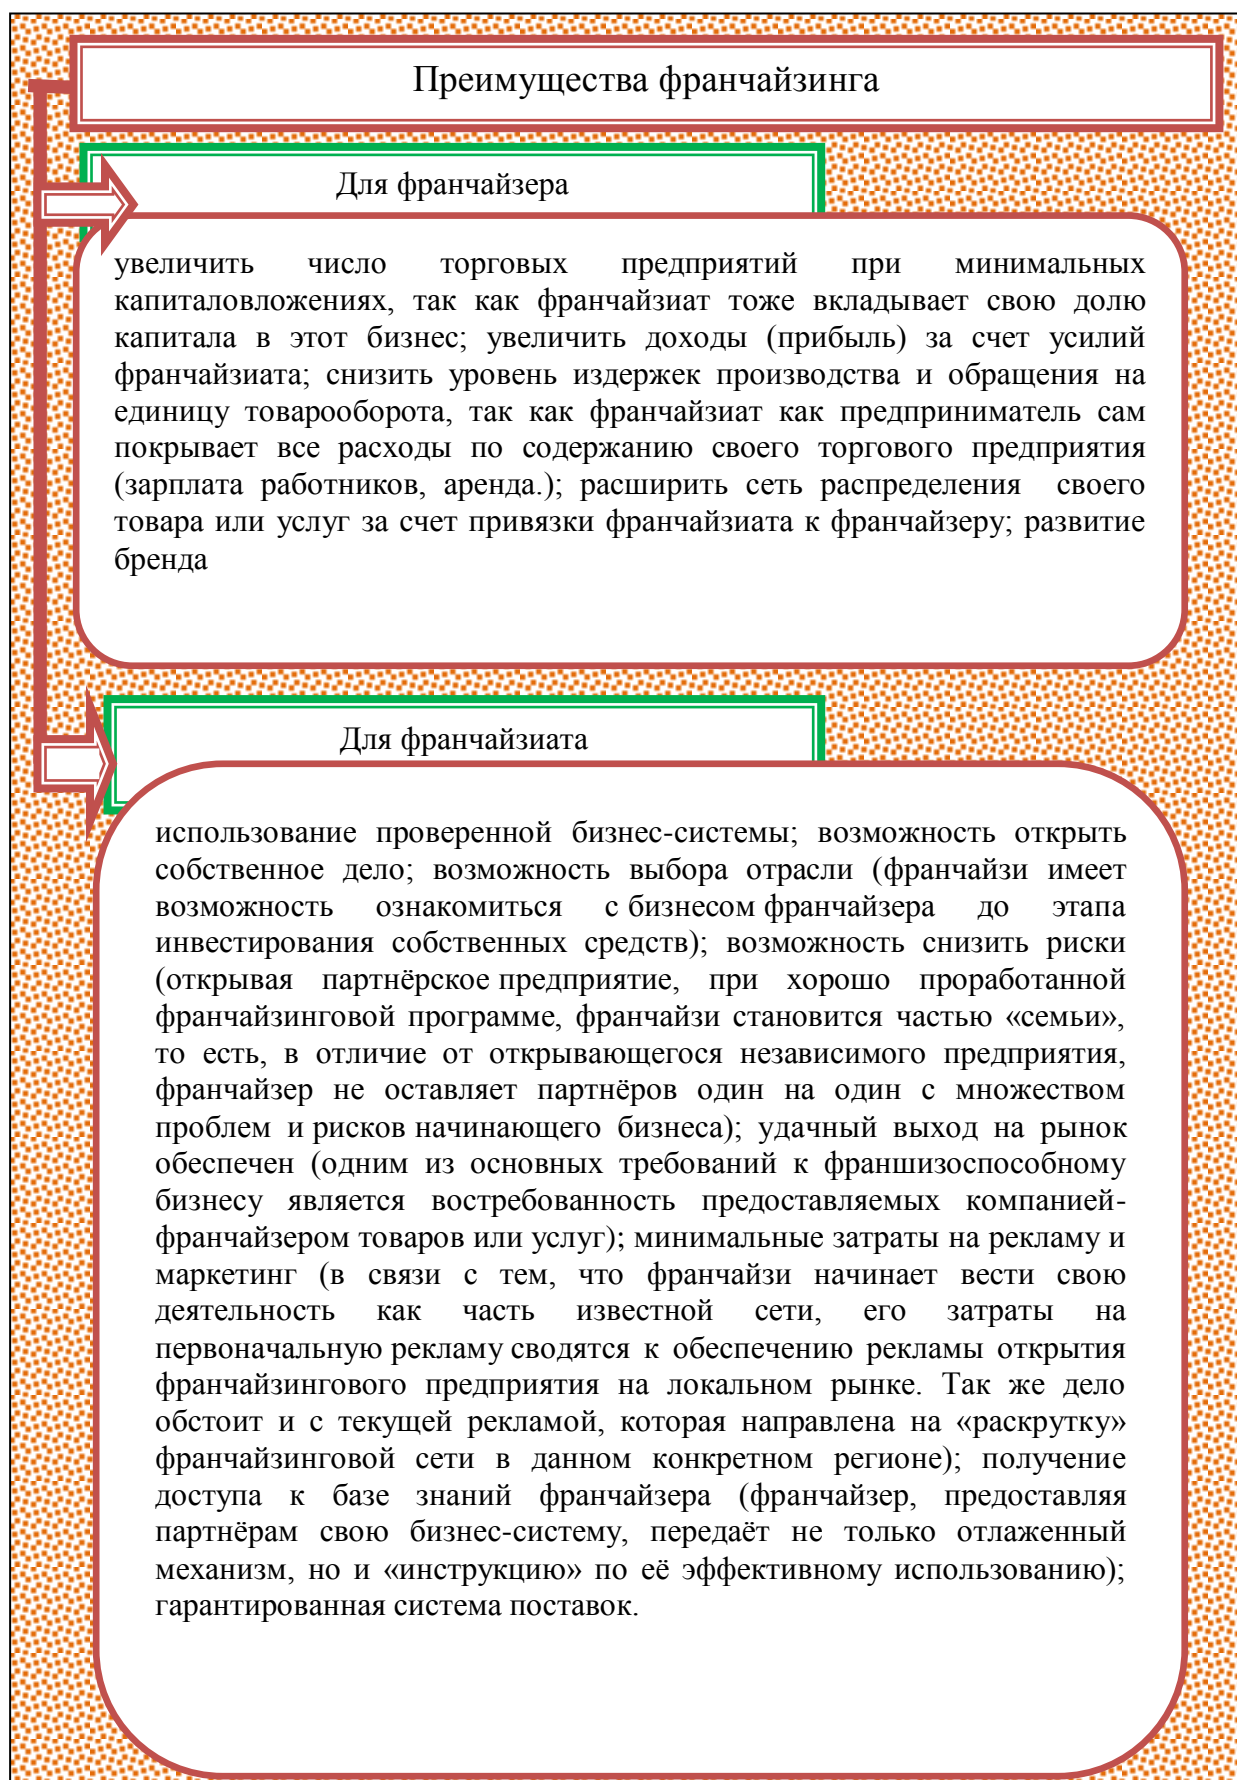 Преимущества франчайзинга
Для франчайзера
увеличить число торговых предприятий при минимальных
капиталовложениях, так как франчайзиат тоже вкладывает свою долю
капитала в этот бизнес; увеличить доходы (прибыль) за счет усилий
франчайзиата; снизить уровень издержек производства и обращения на
единицу товарооборота, так как франчайзиат как предприниматель сам
покрывает все расходы по содержанию своего торгового предприятия
(зарплата работников, аренда.); расширить сеть распределения своего
товара или услуг за счет привязки франчайзиата к франчайзеру; развитие
бренда
Для франчайзиата
использование проверенной бизнес-системы; возможность открыть
собственное дело; возможность выбора отрасли (франчайзи имеет
возможность ознакомиться с бизнесом франчайзера до этапа
инвестирования собственных средств); возможность снизить риски
(открывая партнёрское предприятие, при хорошо проработанной
франчайзинговой программе, франчайзи становится частью «семьи»,
то есть, в отличие от открывающегося независимого предприятия,
франчайзер не оставляет партнёров один на один с множеством
проблем и рисков начинающего бизнеса); удачный выход на рынок
обеспечен (одним из основных требований к франшизоспособному
бизнесу является востребованность предоставляемых компанией-
франчайзером товаров или услуг); минимальные затраты на рекламу и
маркетинг (в связи с тем, что франчайзи начинает вести свою
деятельность как часть известной сети, его затраты на
первоначальную рекламу сводятся к обеспечению рекламы открытия
франчайзингового предприятия на локальном рынке. Так же дело
обстоит и с текущей рекламой, которая направлена на «раскрутку»
франчайзинговой сети в данном конкретном регионе); получение
доступа к базе знаний франчайзера (франчайзер, предоставляя
партнёрам свою бизнес-систему, передаёт не только отлаженный
механизм, но и «инструкцию» по её эффективному использованию);
гарантированная система поставок.